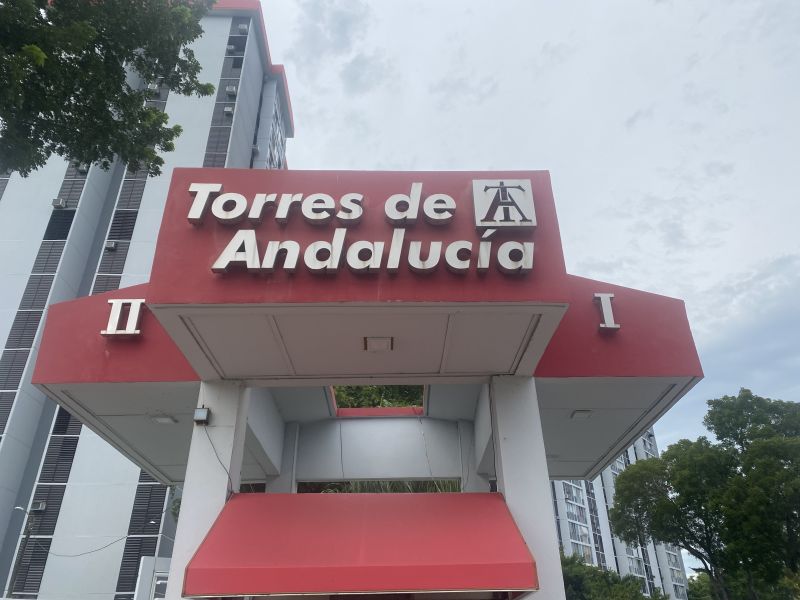 Torres de
Andalucía
II
I